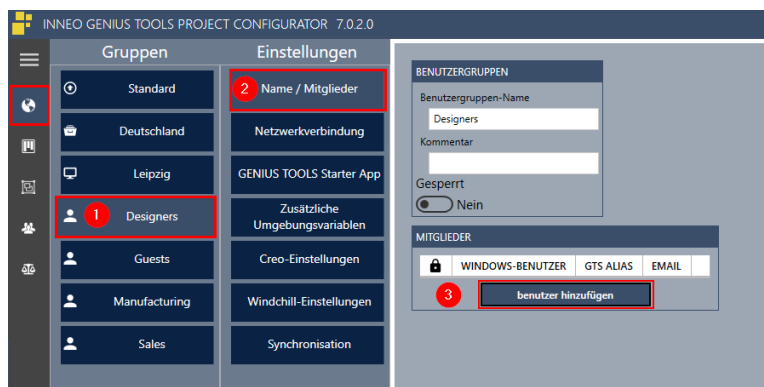 INNEO GENIUS TOOLS PROJECT CONFIGURATOR 7.0.2.0
Gruppen
Standard
Deutschland
Leipzig
1 Designers
Guests
Manufacturing
Sales
Einstellungen
2 Name / Mitglieder
Netzwerkverbindung
GENIUS TOOLS Starter App
Zusätzliche
Umgebungsvariablen
Creo-Einstellungen
Windchill-Einstellungen
Synchronisation
BENUTZERGRUPPEN
Benutzergruppen-Name
Designers
Kommentar
Gesperrt
Nein
MITGLIEDER
WINDOWS-BENUTZER GTS ALIAS EMAIL
3 benutzer hinzufügen